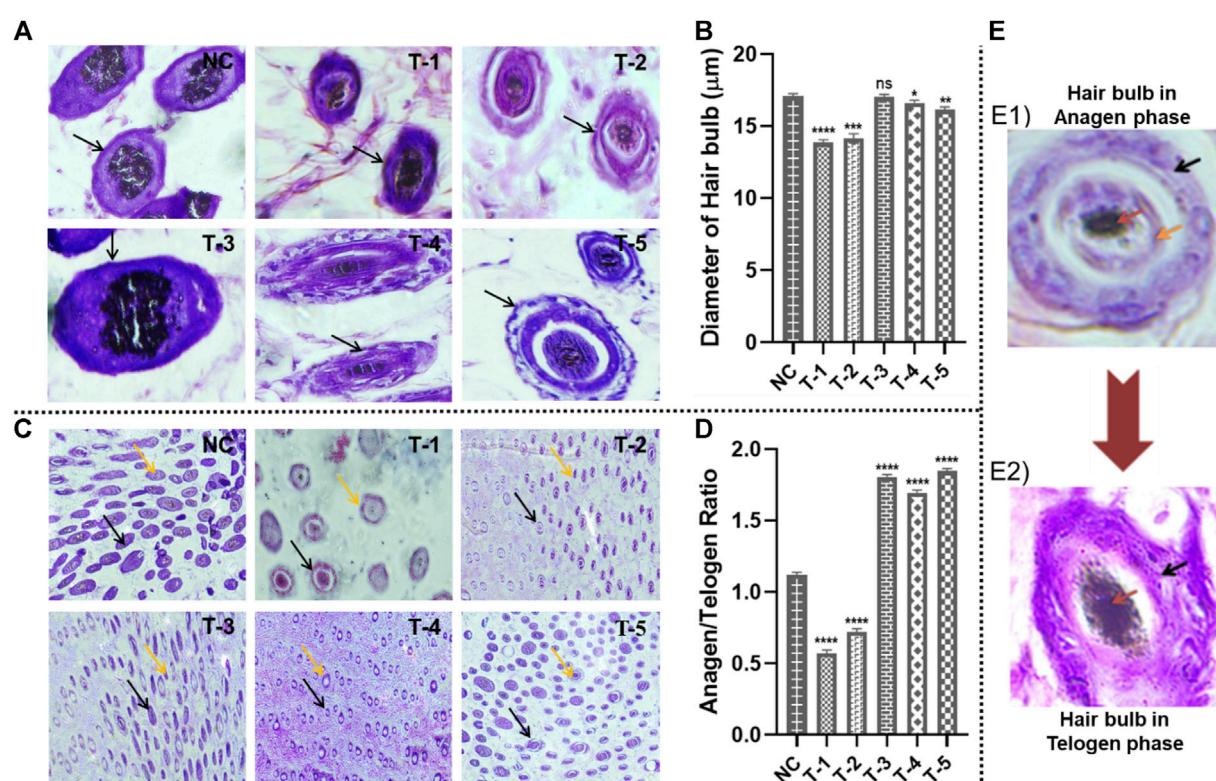 A
NC
T-1
T-2
T-3
T-4
T-5
B
Diameter of Hair bulb (μm)
20
15
10
5
0
****
***
ns
*
**
NC
T-1
T-2
T-3
T-4
T-5
C
NC
T-1
T-2
T-3
T-4
T-5
D
Anagen/Telogen Ratio
2.0
1.5
1.0
0.5
0.0
****
****
****
****
****
NC
T-1
T-2
T-3
T-4
T-5
E
E1)
Hair bulb in
Anagen phase
E2)
Hair bulb in
Telogen phase